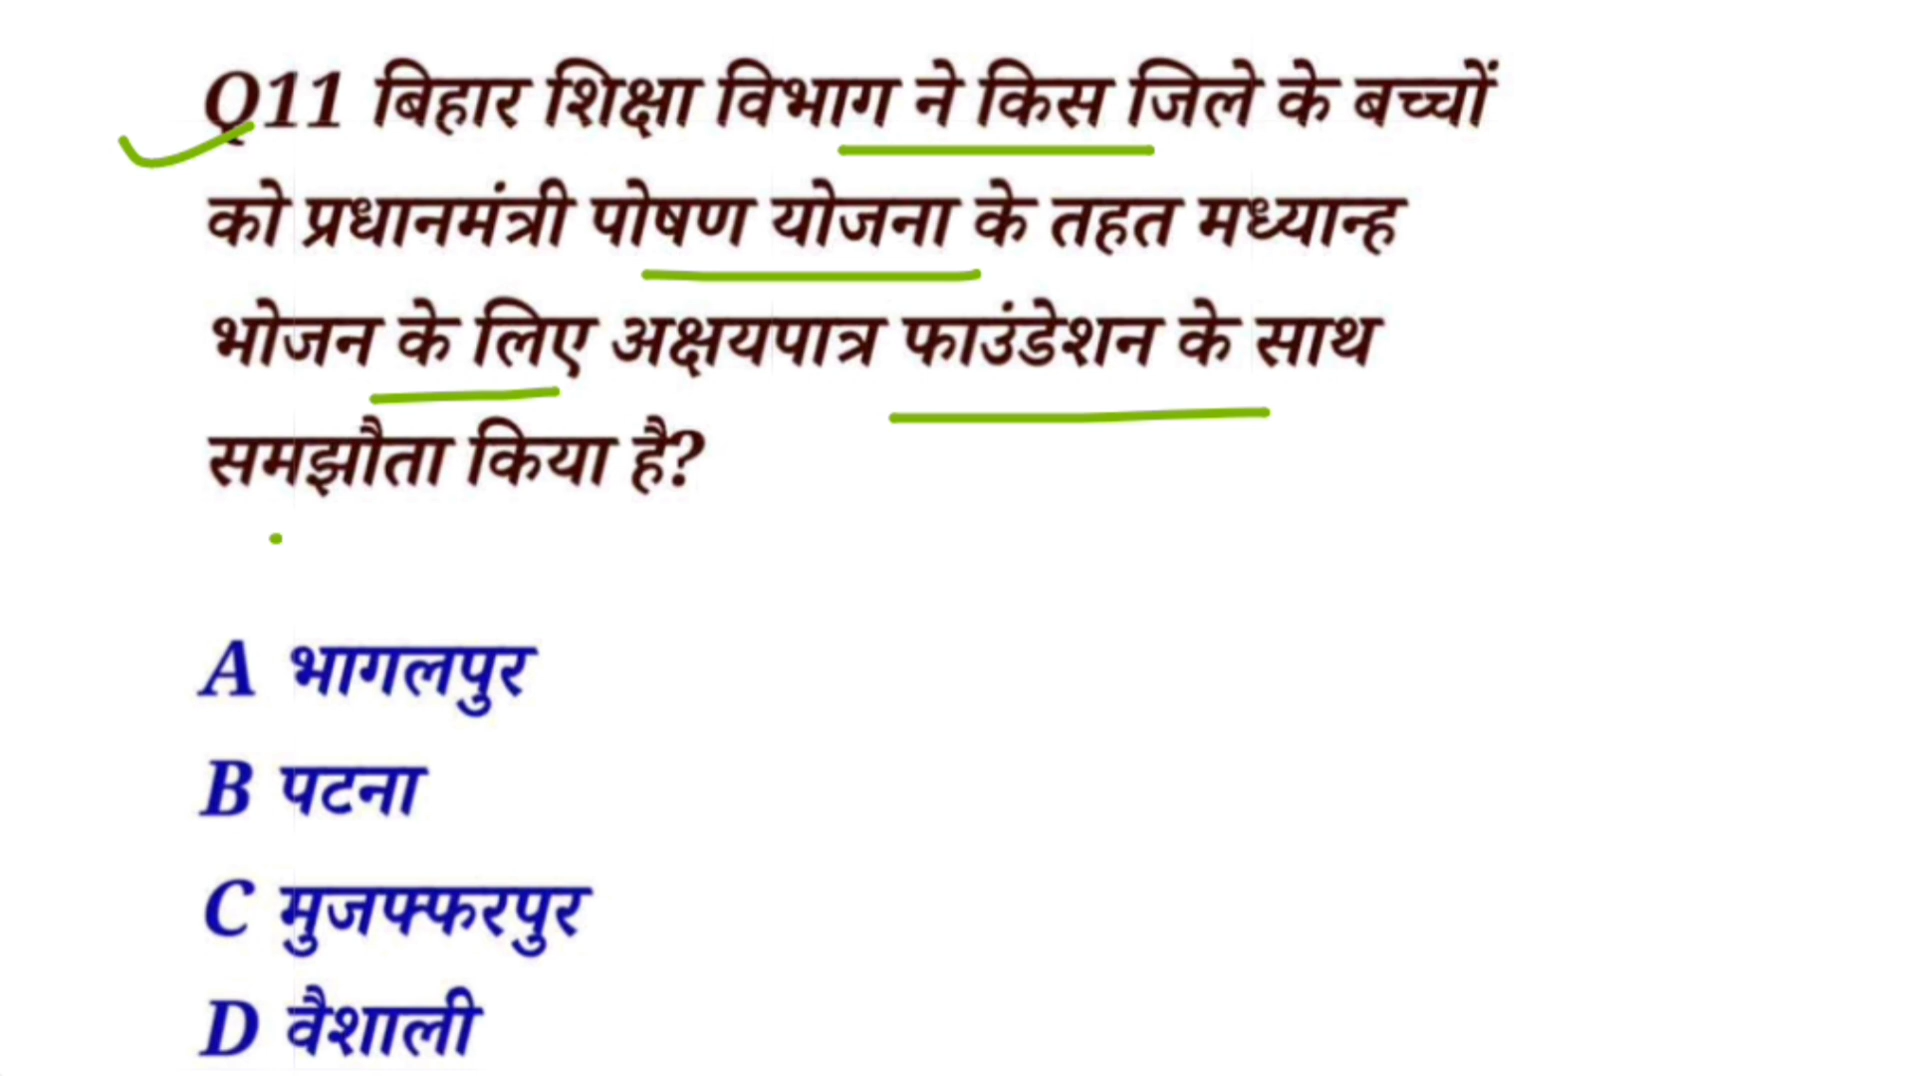 Q11 बिहार शिक्षा विभाग ने किस जिले के बच्चों
को प्रधानमंत्री पोषण योजना के तहत मध्यान्ह
भोजन के लिए अक्षयपात्र फाउंडेशन के साथ
समझौता किया है?
A भागलपुर
B पटना
C मुजफ्फरपुर
D वैशाली